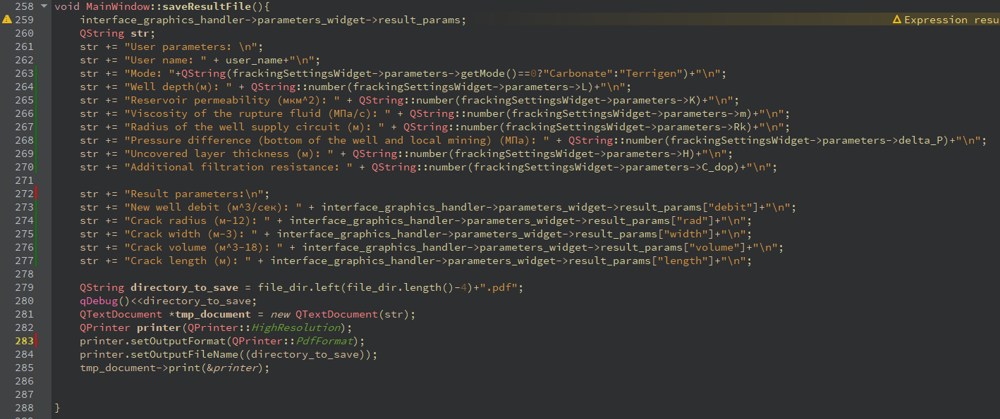 258 void MainWindow::saveResultFile(){
259 interface_graphics_handler->parameters_widget->result_params; Expression resu
260 QString str;
261 str += "User parameters: \n";
262 str += "User name: " + user_name+"\n";
263 str += "Mode: "+QString(frackingSettingsWidget->parameters->getMode()==0?"Carbonate":"Terrigen")+"\n";
264 str += "Well depth(м): " + QString::number(frackingSettingsWidget->parameters->L)+"\n";
265 str += "Reservoir permeability (мкм^2): " + QString::number(frackingSettingsWidget->parameters->K)+"\n";
266 str += "Viscosity of the rupture fluid (МПа/с): " + QString::number(frackingSettingsWidget->parameters->m)+"\n";
267 str += "Radius of the well supply circuit (м): " + QString::number(frackingSettingsWidget->parameters->Rk)+"\n";
268 str += "Pressure difference (bottom of the well and local mining) (МПа): " + QString::number(frackingSettingsWidget->parameters->delta_P)+"\n";
269 str += "Uncovered layer thickness (м): " + QString::number(frackingSettingsWidget->parameters->H)+"\n";
270 str += "Additional filtration resistance: " + QString::number(frackingSettingsWidget->parameters->C_dop)+"\n";
271
272 str += "Result parameters:\n";
273 str += "New well debit (м^3/сек): " + interface_graphics_handler->parameters_widget->result_params["debit"]+"\n";
274 str += "Crack radius (м-12): " + interface_graphics_handler->parameters_widget->result_params["rad"]+"\n";
275 str += "Crack width (м-3): " + interface_graphics_handler->parameters_widget->result_params["width"]+"\n";
276 str += "Crack volume (м^3-18): " + interface_graphics_handler->parameters_widget->result_params["volume"]+"\n";
277 str += "Crack length (м): " + interface_graphics_handler->parameters_widget->result_params["length"]+"\n";
278
279 QString directory_to_save = file_dir.left(file_dir.length()-4)+".pdf";
280 qDebug()<<directory_to_save;
281 QTextDocument *tmp_document = new QTextDocument(str);
282 QPrinter printer(QPrinter::HighResolution);
283 printer.setOutputFormat(QPrinter::PdfFormat);
284 printer.setOutputFileName((directory_to_save));
285 tmp_document->print(&printer);
286
287
288 }